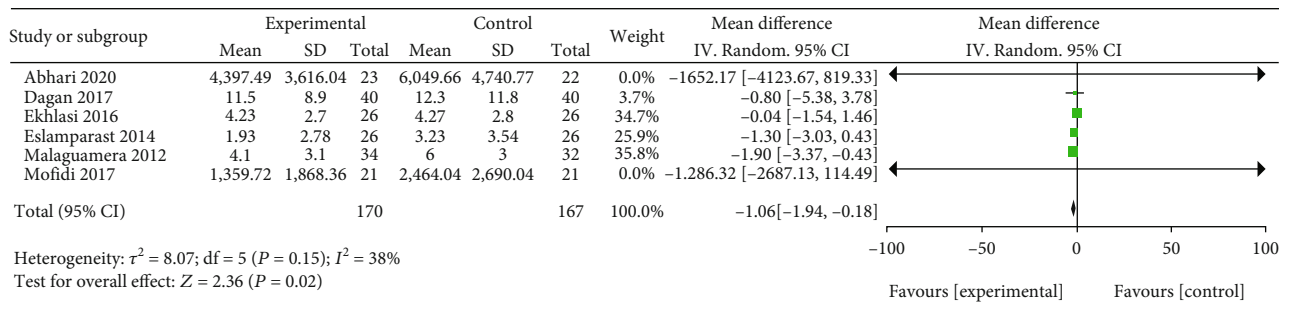 Study or subgroup Experimental Control Weight Mean difference Mean difference
Mean SD Total Mean SD Total IV. Random. 95% CI IV. Random. 95% CI
Abhari 2020 4,397.49 3,616.04 23 6,049.66 4,740.77 22 0.0% –1652.17 [–4123.67, 819.33]
Dagan 2017 11.5 8.9 40 12.3 11.8 40 3.7% –0.80 [–5.38, 3.78]
Ekhlasi 2016 4.23 2.7 26 4.27 2.8 26 34.7% –0.04 [–1.54, 1.46]
Eslamparast 2014 1.93 2.78 26 3.23 3.54 26 25.9% –1.30 [–3.03, 0.43]
Malaguamera 2012 4.1 3.1 34 6 3 32 35.8% –1.90 [–3.37, –0.43]
Mofidi 2017 1,359.72 1,868.36 21 2,464.04 2,690.04 21 0.0% –1.286.32 [–2687.13, 114.49]
Total (95% CI) 170 167 100.0% –1.06[–1.94, –0.18]
–100 –50 0 50 100
Heterogeneity: τ² = 8.07; df = 5 (P = 0.15); I² = 38%
Test for overall effect: Z = 2.36 (P = 0.02)
Favours [experimental] Favours [control]